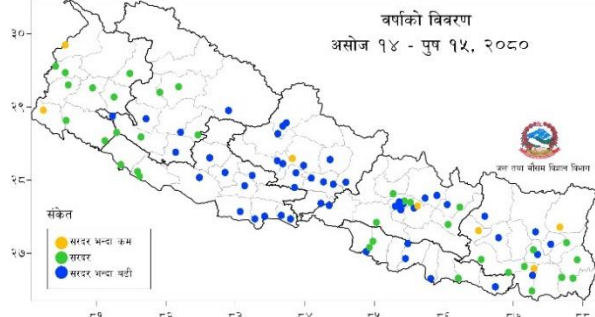 वर्षाको विवरण
असोज १४ - पुष १५, २०८०
३०
२९
जल तथा मौसम विज्ञान विभाग
२८
संकेत
सरदर भन्दा कम
सरदर
सरदर भन्दा बढी
२७